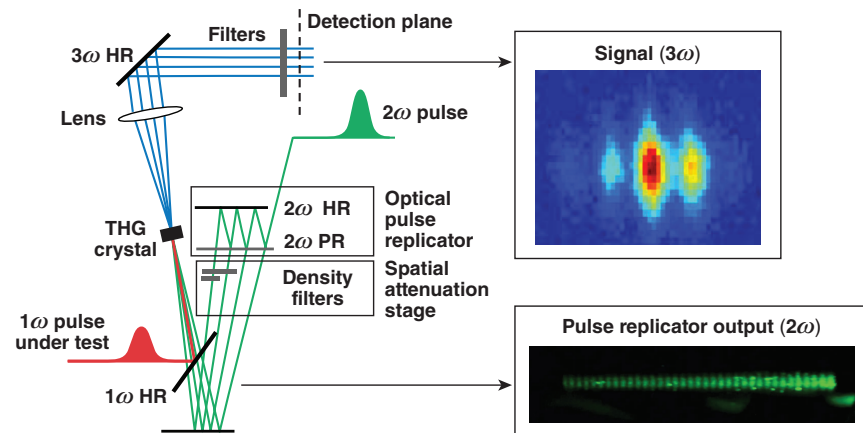 Filters
Detection plane
3ω HR
Signal (3ω)
Lens
2ω pulse
2ω HR
Optical
pulse
replicator
THG
crystal
2ω PR
Density
filters
Spatial
attenuation
stage
1ω pulse
under test
1ω HR
Pulse replicator output (2ω)